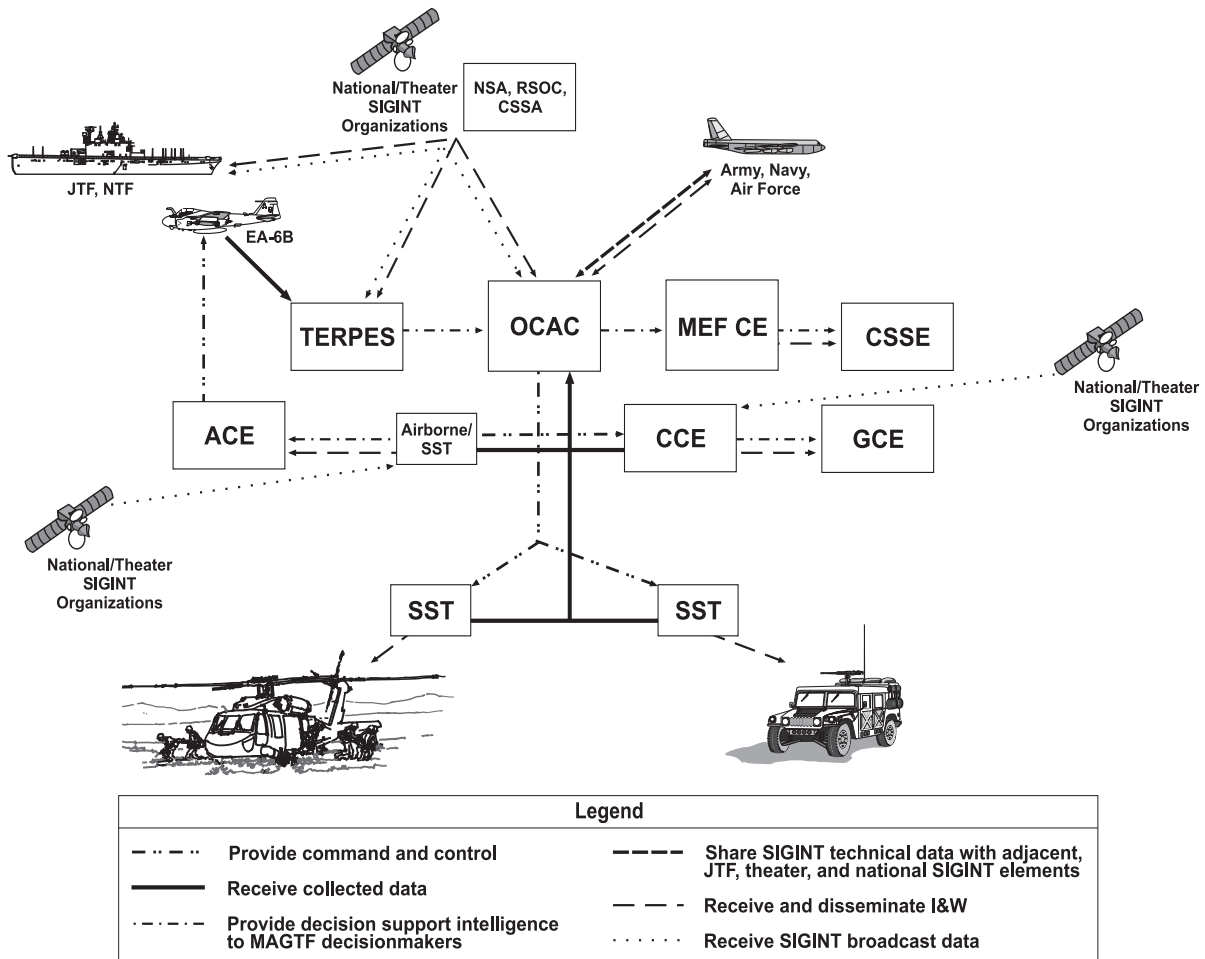 National/Theater
SIGINT
Organizations
NSA, RSOC,
CSSA
JTF, NTF
Army, Navy,
Air Force
EA-6B
TERPES
OCAC
MEF CE
CSSE
National/Theater
SIGINT
Organizations
ACE
Airborne/
SST
CCE
GCE
National/Theater
SIGINT
Organizations
SST
SST
Legend
Provide command and control
Receive collected data
Provide decision support intelligence
to MAGTF decisionmakers
Share SIGINT technical data with adjacent,
JTF, theater, and national SIGINT elements
Receive and disseminate I&W
Receive SIGINT broadcast data